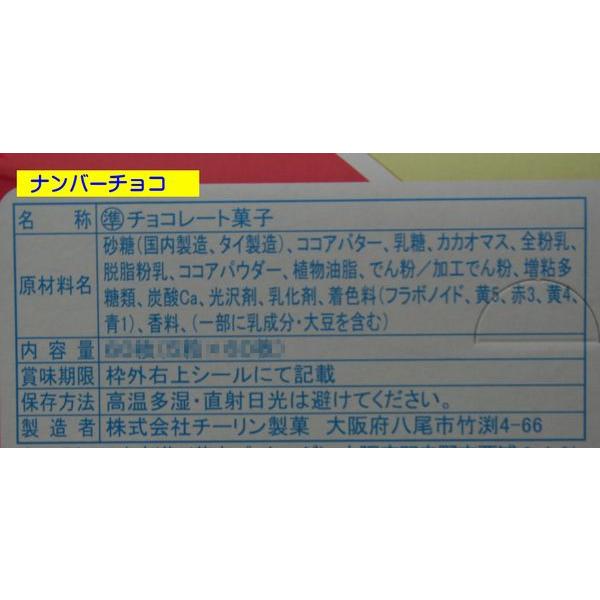 ナンバーチョコ
名称 ㊜チョコレート菓子
原材料名 砂糖(国内製造、タイ製造)、ココアバター、乳糖、カカオマス、全粉乳、
脱脂粉乳、ココアパウダー、植物油脂、でん粉/加工でん粉、増粘多
糖類、炭酸Ca、光沢剤、乳化剤、着色料(フラボノイド、黄5、赤3、黄4、
青1)、香料、(一部に乳成分・大豆を含む)
内容量
賞味期限 枠外右上シールにて記載
保存方法 高温多湿・直射日光は避けてください。
製造者 株式会社チーリン製菓 大阪府八尾市竹渕4-66